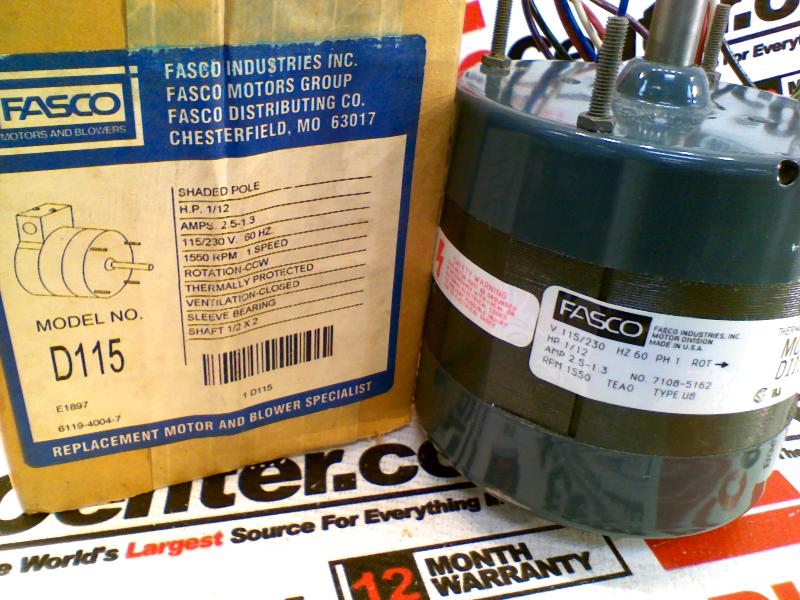 FASCO
MOTORS AND BLOWERS
FASCO INDUSTRIES INC.
FASCO MOTORS GROUP
FASCO DISTRIBUTING CO.
CHESTERFIELD, MO 63017
SHADED POLE
H.P. 1/12
AMPS. 2.5-1.3
115/230 V. 60 HZ
1550 RPM 1 SPEED
ROTATION-CCW
THERMALLY PROTECTED
VENTILATION-CLOSED
SLEEVE BEARING
SHAFT 1/2 X 2
MODEL NO.
D115
E1897
6119-4004-7
1 D115
REPLACEMENT MOTOR AND BLOWER SPECIALIST
SAFETY WARNING
FASCO
FASCO INDUSTRIES, INC.
MOTOR DIVISION
MADE IN U.S.A.
V. 115/230 HZ 60 PH 1 ROT
HP 1/12
AMP 2.5-1.3 NO. 7108-5162
RPM 1550 TEAO TYPE U8
center.co
World's Largest Source For Everything
12 MONTH
WARRANTY